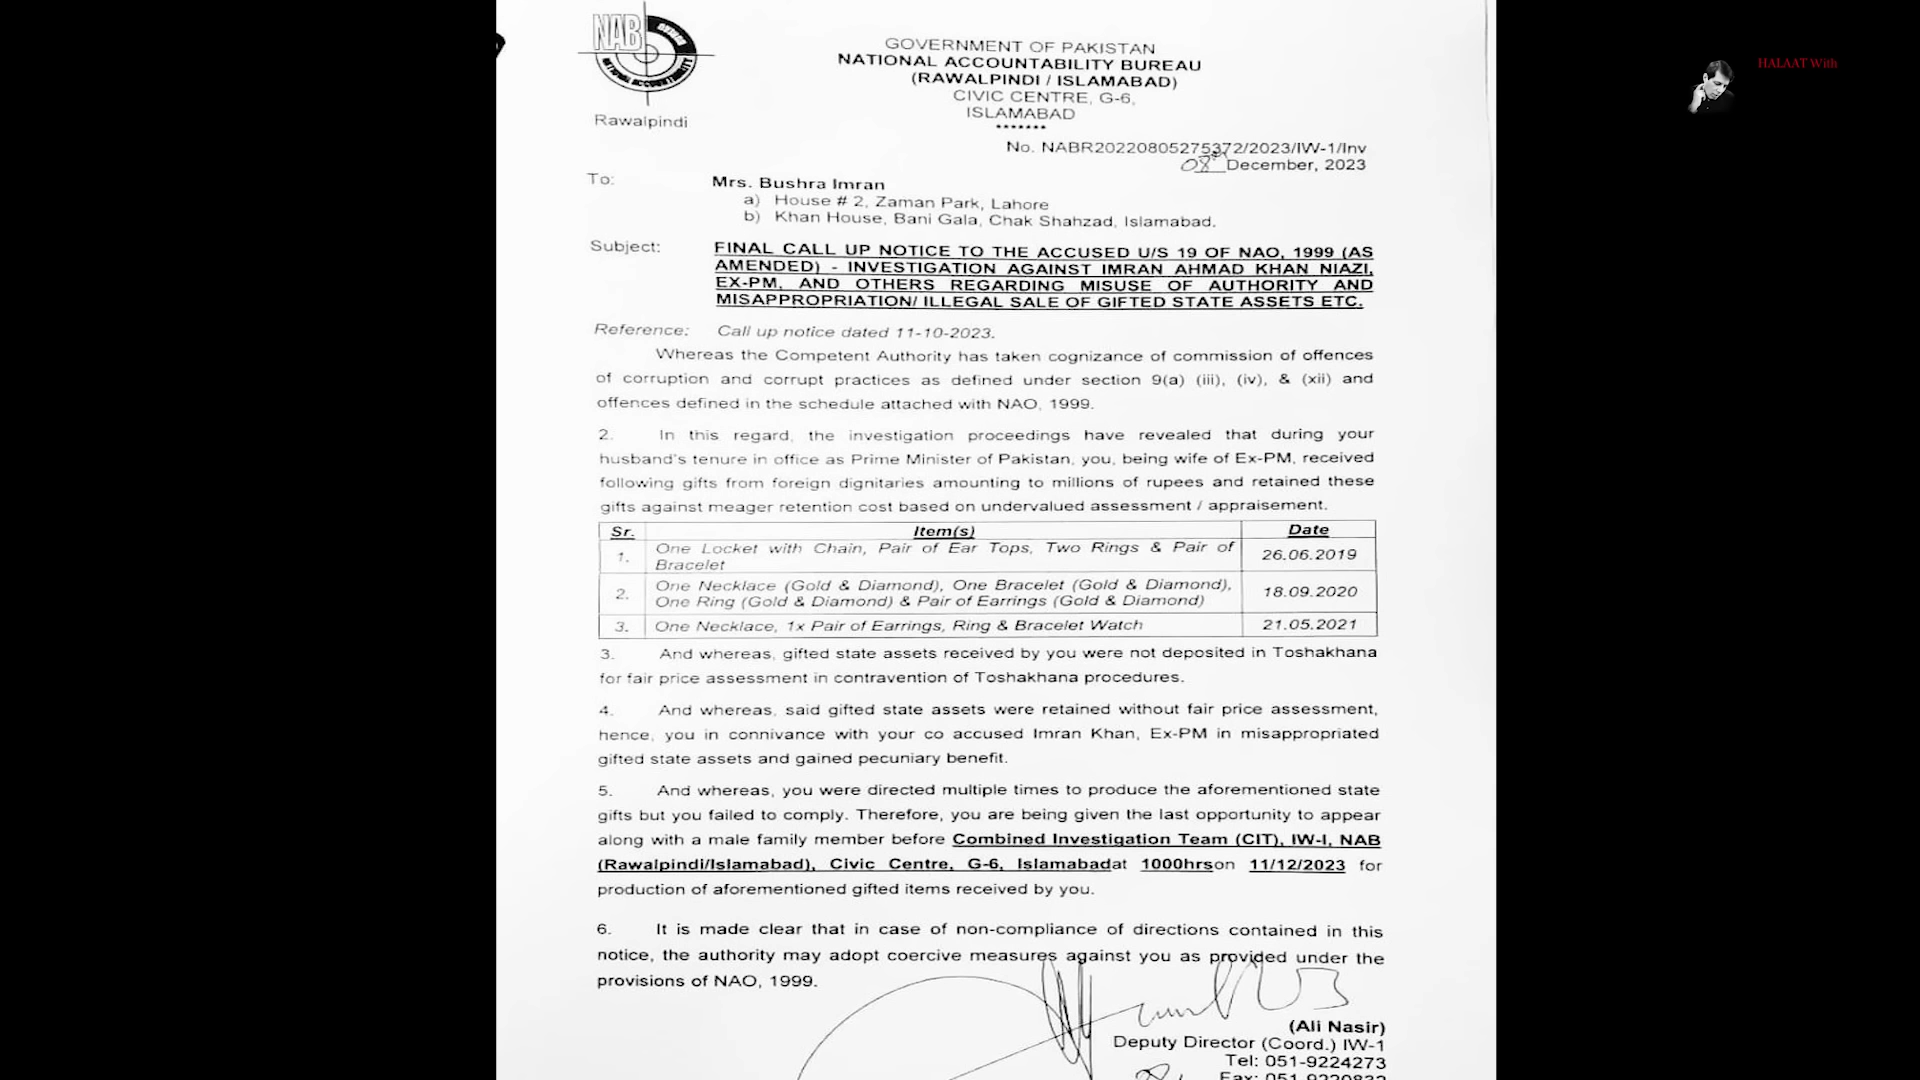 NAB
NATIONAL ACCOUNTABILITY
Rawalpindi
GOVERNMENT OF PAKISTAN
NATIONAL ACCOUNTABILITY BUREAU
(RAWALPINDI / ISLAMABAD)
CIVIC CENTRE, G-6,
ISLAMABAD
*******
HALAAT With
No. NABR20220805275372/2023/IW-1/Inv
08th December, 2023
To: Mrs. Bushra Imran
a) House # 2, Zaman Park, Lahore
b) Khan House, Bani Gala, Chak Shahzad, Islamabad.
Subject: FINAL CALL UP NOTICE TO THE ACCUSED U/S 19 OF NAO, 1999 (AS
AMENDED) - INVESTIGATION AGAINST IMRAN AHMAD KHAN NIAZI,
EX-PM, AND OTHERS REGARDING MISUSE OF AUTHORITY AND
MISAPPROPRIATION/ ILLEGAL SALE OF GIFTED STATE ASSETS ETC.
Reference: Call up notice dated 11-10-2023.
Whereas the Competent Authority has taken cognizance of commission of offences
of corruption and corrupt practices as defined under section 9(a) (iii), (iv), & (xii) and
offences defined in the schedule attached with NAO, 1999.
2. In this regard, the investigation proceedings have revealed that during your
husband's tenure in office as Prime Minister of Pakistan, you, being wife of Ex-PM, received
following gifts from foreign dignitaries amounting to millions of rupees and retained these
gifts against meager retention cost based on undervalued assessment / appraisement.
Sr. Item(s) Date
1. One Locket with Chain, Pair of Ear Tops, Two Rings & Pair of
Bracelet 26.06.2019
2. One Necklace (Gold & Diamond), One Bracelet (Gold & Diamond),
One Ring (Gold & Diamond) & Pair of Earrings (Gold & Diamond) 18.09.2020
3. One Necklace, 1x Pair of Earrings, Ring & Bracelet Watch 21.05.2021
3. And whereas, gifted state assets received by you were not deposited in Toshakhana
for fair price assessment in contravention of Toshakhana procedures.
4. And whereas, said gifted state assets were retained without fair price assessment,
hence, you in connivance with your co accused Imran Khan, Ex-PM in misappropriated
gifted state assets and gained pecuniary benefit.
5. And whereas, you were directed multiple times to produce the aforementioned state
gifts but you failed to comply. Therefore, you are being given the last opportunity to appear
along with a male family member before Combined Investigation Team (CIT), IW-I, NAB
(Rawalpindi/Islamabad), Civic Centre, G-6, Islamabadat 1000hrson 11/12/2023 for
production of aforementioned gifted items received by you.
6. It is made clear that in case of non-compliance of directions contained in this
notice, the authority may adopt coercive measures against you as provided under the
provisions of NAO, 1999.
(Ali Nasir)
Deputy Director (Coord.) IW-1
Tel: 051-9224273
Fax: 051-9220832